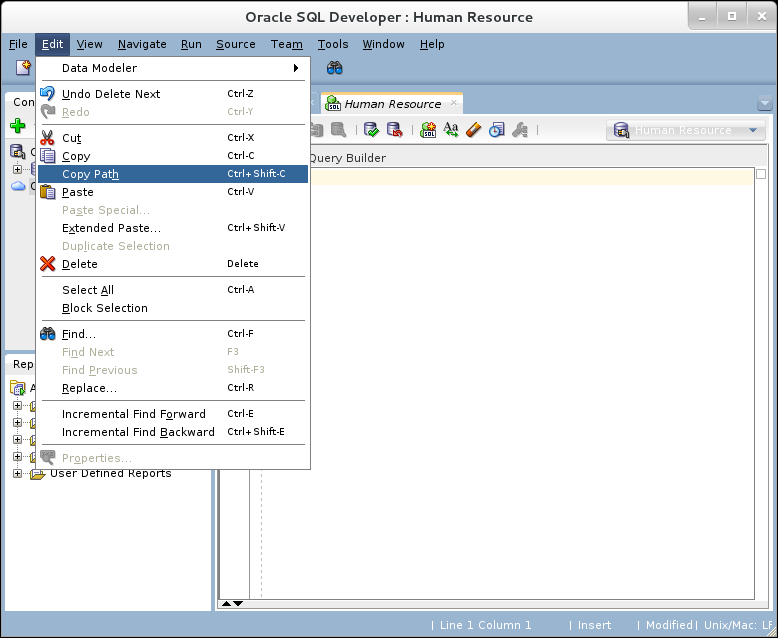 Oracle SQL Developer : Human Resource
File Edit View Navigate Run Source Team Tools Window Help
Data Modeler
Undo Delete Next Ctrl-Z
Redo Ctrl-Y
Cut Ctrl-X
Copy Ctrl-C
Copy Path Ctrl+Shift-C
Paste Ctrl-V
Paste Special...
Extended Paste... Ctrl+Shift-V
Duplicate Selection
Delete Delete
Select All Ctrl-A
Block Selection
Find... Ctrl-F
Find Next F3
Find Previous Shift-F3
Replace... Ctrl-R
Incremental Find Forward Ctrl-E
Incremental Find Backward Ctrl+Shift-E
Properties...
Con
Human Resource
SQL SQL Aa Human Resource
Query Builder
Rep
A
User Defined Reports
Line 1 Column 1 Insert Modified Unix/Mac: LF